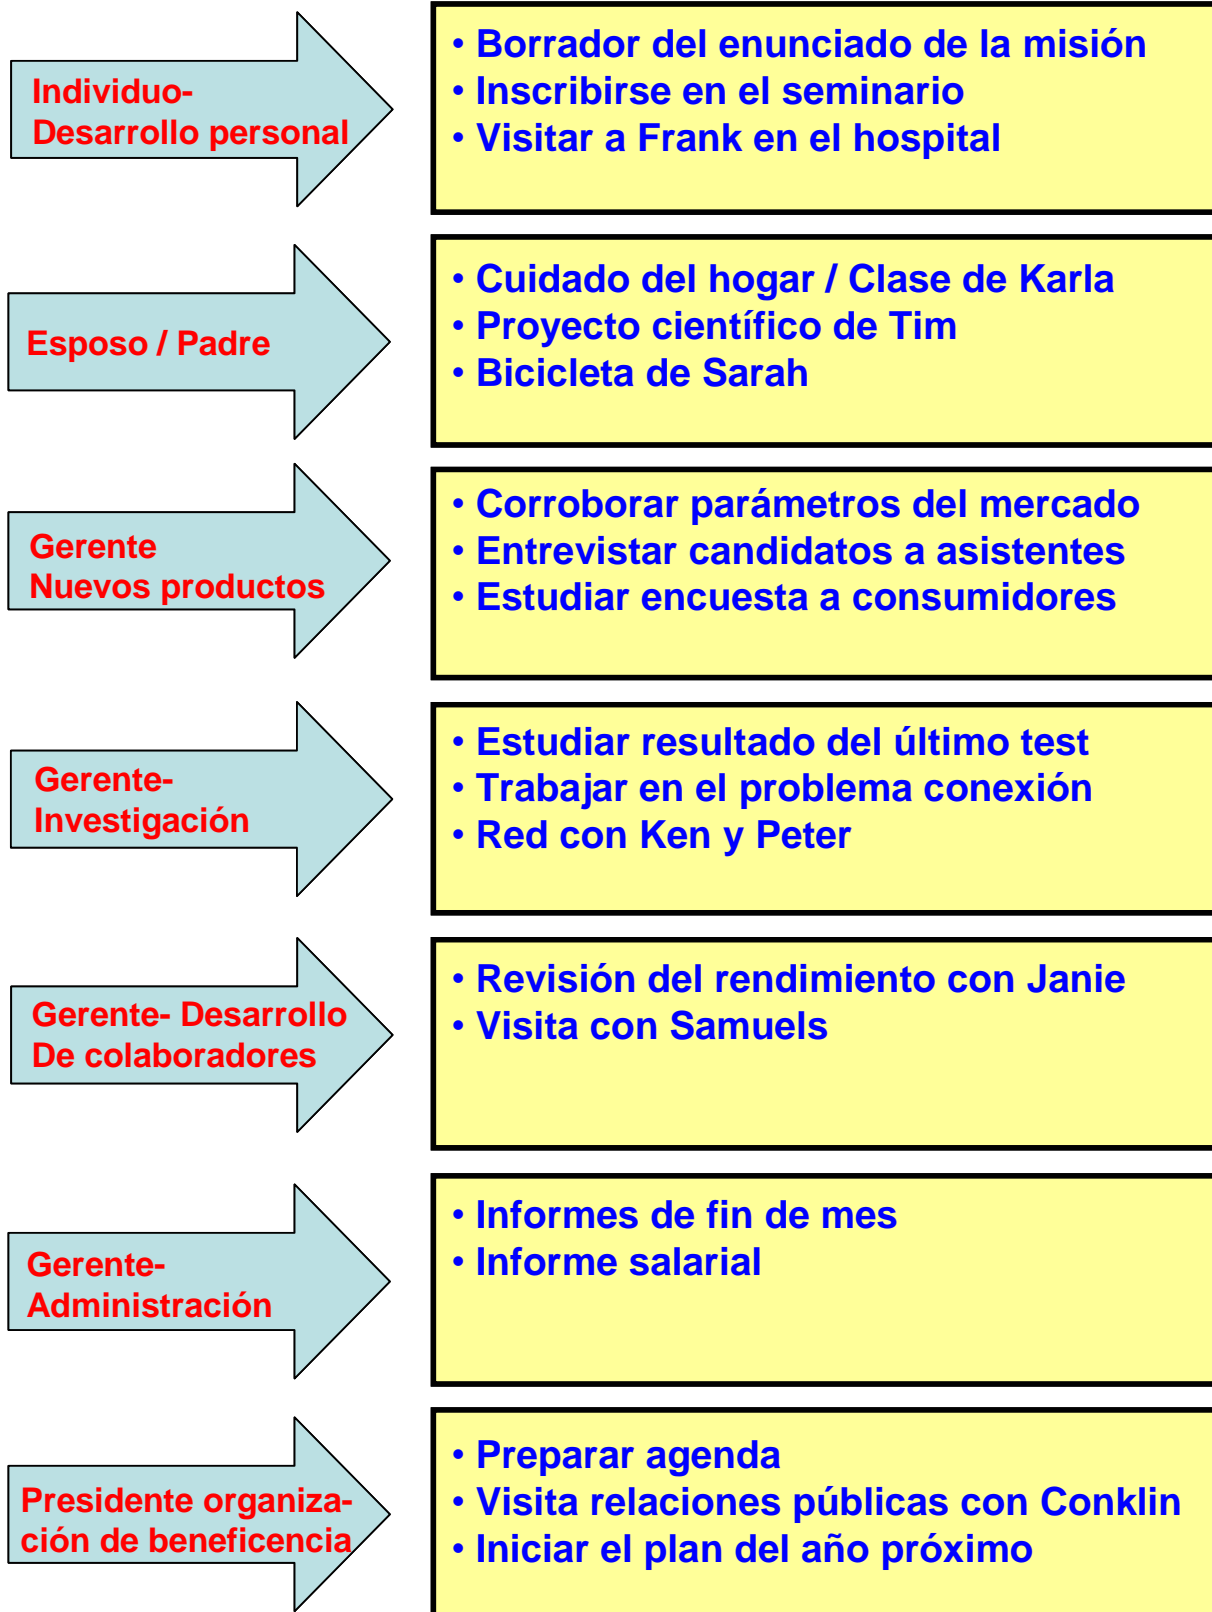 Individuo-
Desarrollo personal
• Borrador del enunciado de la misión
• Inscribirse en el seminario
• Visitar a Frank en el hospital
Esposo / Padre
• Cuidado del hogar / Clase de Karla
• Proyecto científico de Tim
• Bicicleta de Sarah
Gerente
Nuevos productos
• Corroborar parámetros del mercado
• Entrevistar candidatos a asistentes
• Estudiar encuesta a consumidores
Gerente-
Investigación
• Estudiar resultado del último test
• Trabajar en el problema conexión
• Red con Ken y Peter
Gerente- Desarrollo
De colaboradores
• Revisión del rendimiento con Janie
• Visita con Samuels
Gerente-
Administración
• Informes de fin de mes
• Informe salarial
Presidente organiza-
ción de beneficencia
• Preparar agenda
• Visita relaciones públicas con Conklin
• Iniciar el plan del año próximo